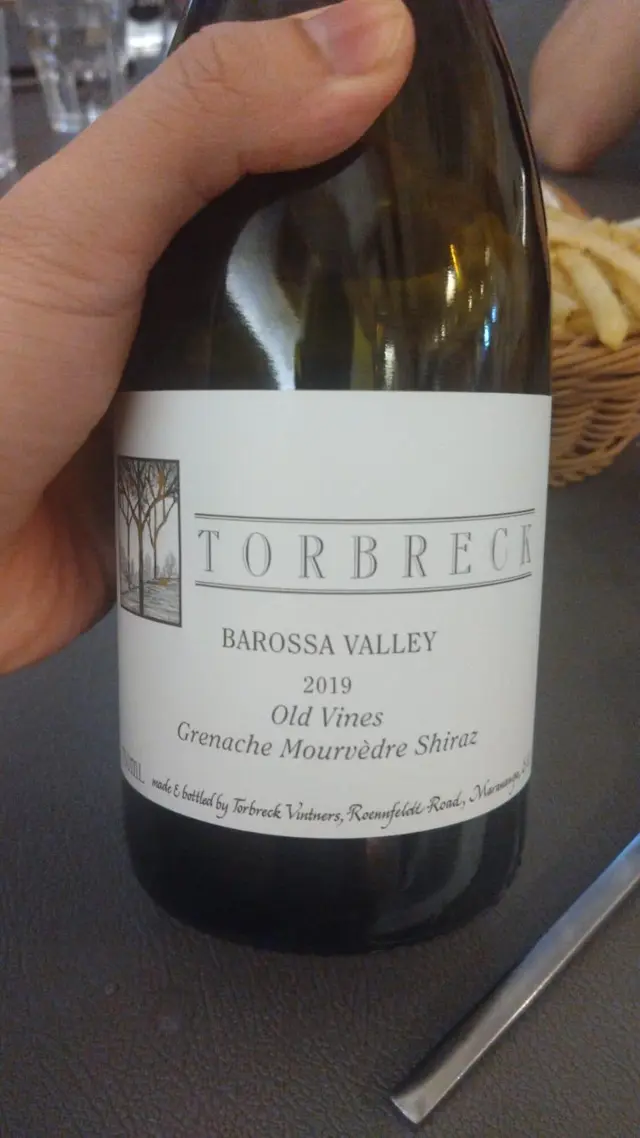 TORBRECK
BAROSSA VALLEY
2019
Old Vines
Grenache Mourvèdre Shiraz
made & bottled by Torbreck Vintners, Roennfeldt Road,